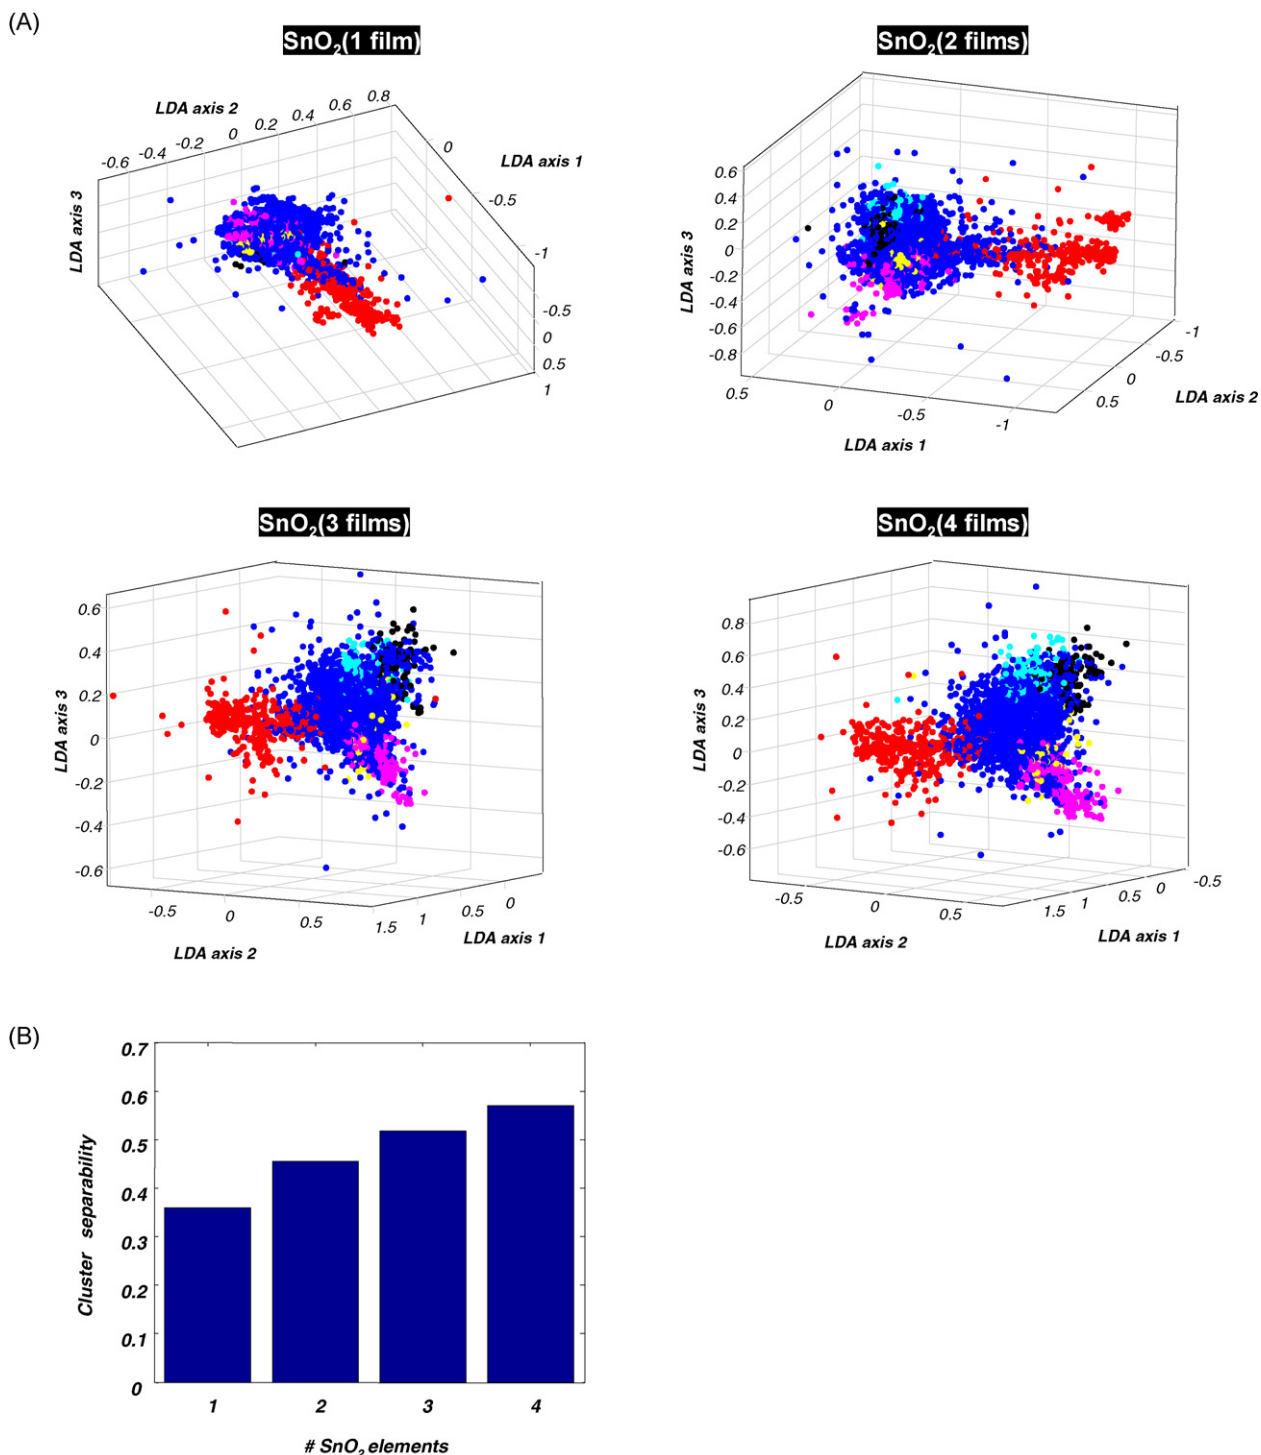 (A)
SnO2(1 film)
SnO2(2 films)
LDA axis 2
-0.6 -0.4 -0.2 0 0.2 0.4 0.6 0.8
LDA axis 1
0 -0.5 -1
LDA axis 3
-0.5 0 0.5 1
0.6
0.4
0.2
0
-0.2
-0.4
-0.6
-0.8
LDA axis 3
0.5 0 -0.5 -1
LDA axis 1
-1
-0.5
0
0.5
LDA axis 2
SnO2(3 films)
SnO2(4 films)
0.6
0.4
0.2
0
-0.2
-0.4
-0.6
LDA axis 3
-0.5 0 0.5
LDA axis 2
1.5 1 0.5 0
LDA axis 1
0.8
0.6
0.4
0.2
0
-0.2
-0.4
-0.6
LDA axis 3
-0.5 0 0.5
LDA axis 2
1.5 1 0.5 0 -0.5
LDA axis 1
(B)
0.7
0.6
0.5
0.4
0.3
0.2
0.1
0
Cluster separability
1 2 3 4
# SnO2 elements